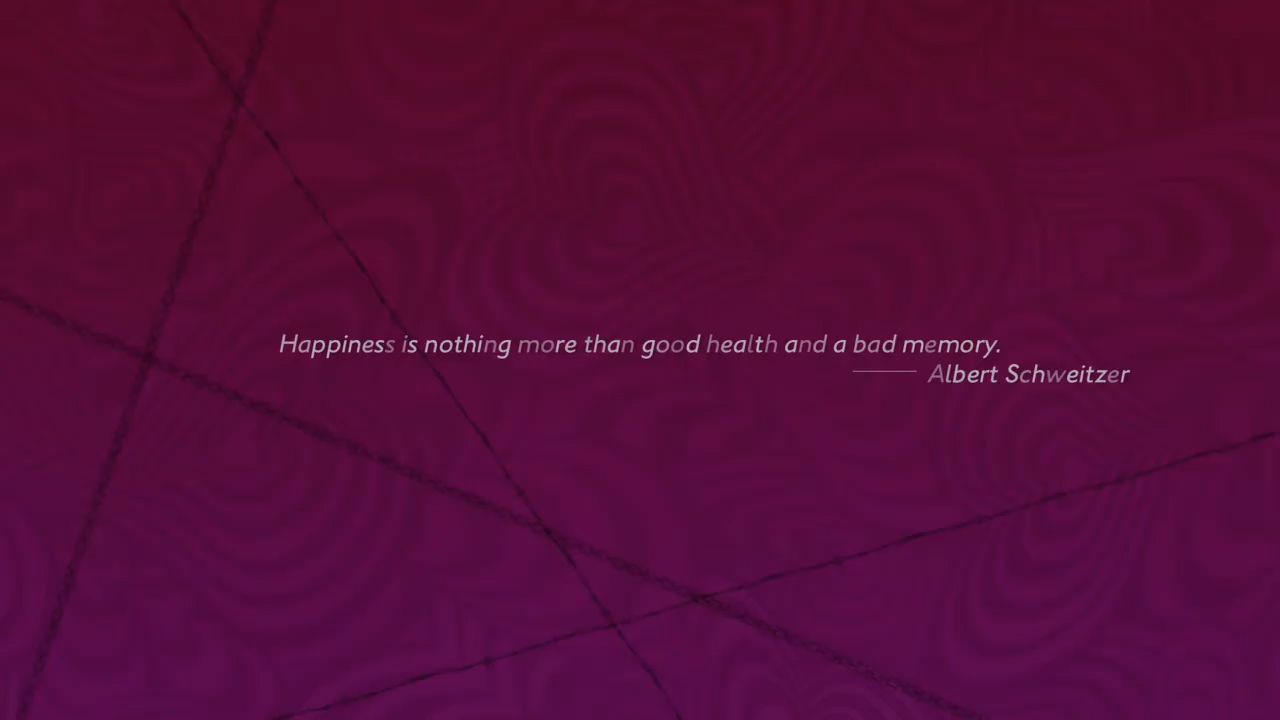 Happiness is nothing more than good health and a bad memory.
Albert Schweitzer